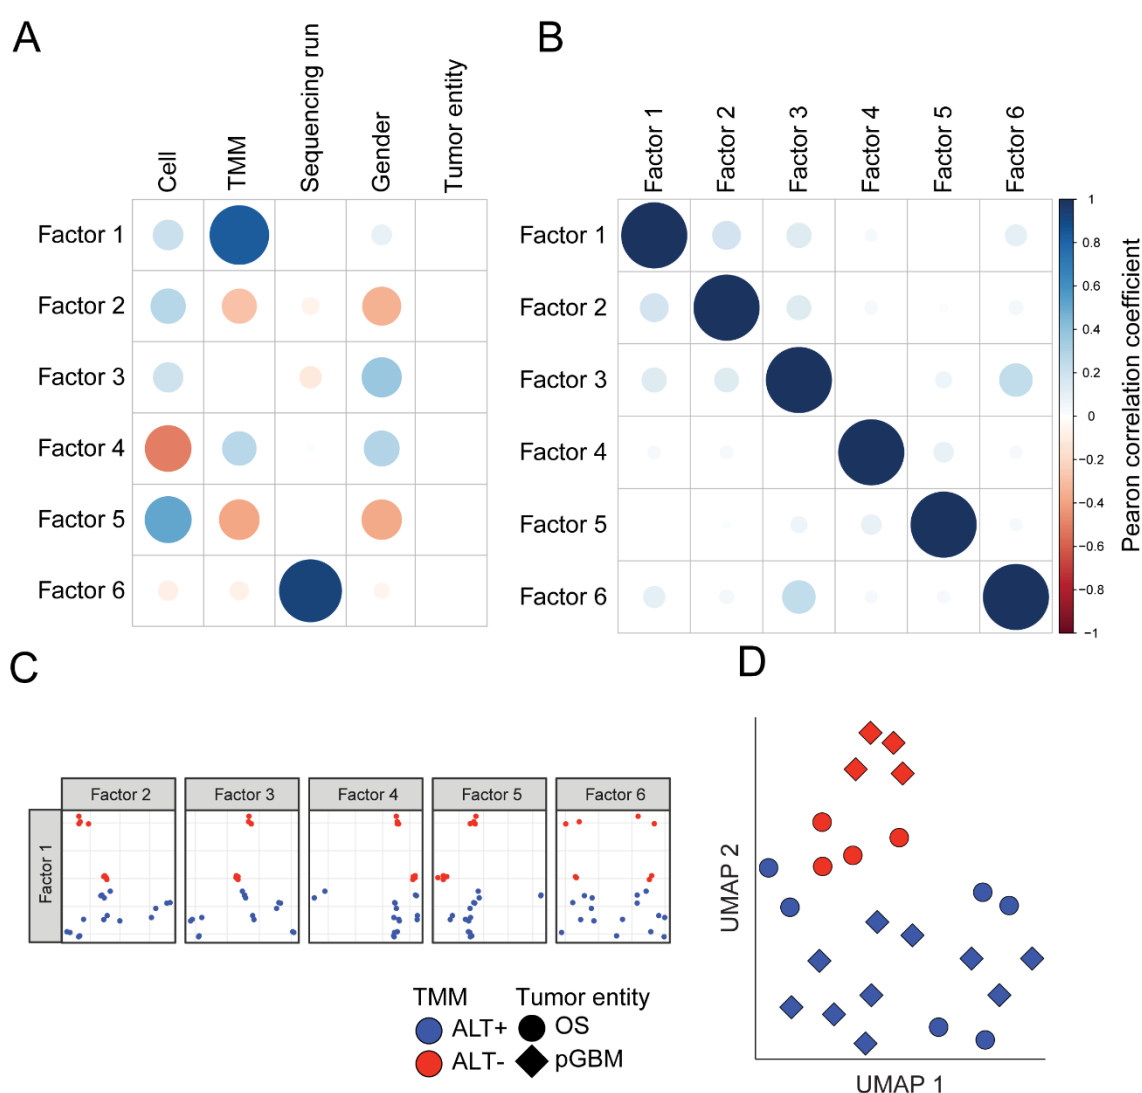 A
B
Cell
TMM
Sequencing run
Gender
Tumor entity
Factor 1
Factor 2
Factor 3
Factor 4
Factor 5
Factor 6
Factor 1
Factor 2
Factor 3
Factor 4
Factor 5
Factor 6
Factor 1
Factor 2
Factor 3
Factor 4
Factor 5
Factor 6
1
0.8
0.6
0.4
0.2
0
−0.2
−0.4
−0.6
−0.8
−1
Pearon correlation coefficient
C
Factor 2
Factor 3
Factor 4
Factor 5
Factor 6
Factor 1
TMM
ALT+
ALT-
Tumor entity
OS
pGBM
D
UMAP 2
UMAP 1